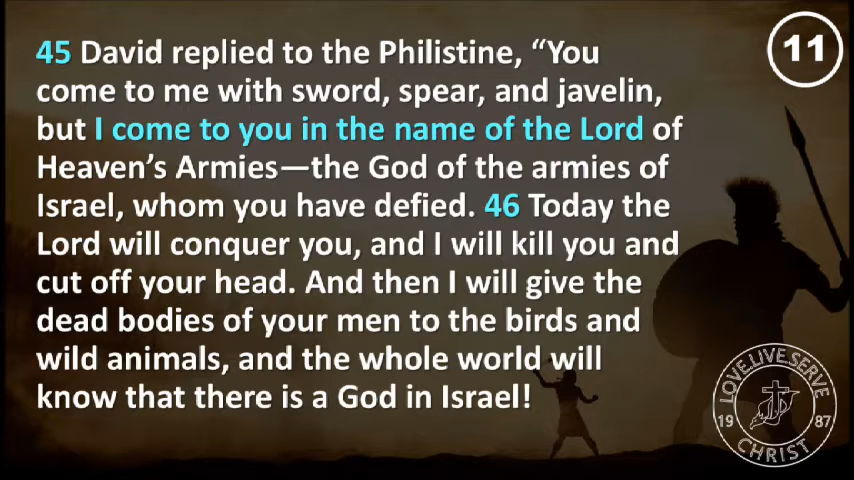 11
45 David replied to the Philistine, “You
come to me with sword, spear, and javelin,
but I come to you in the name of the Lord of
Heaven’s Armies—the God of the armies of
Israel, whom you have defied. 46 Today the
Lord will conquer you, and I will kill you and
cut off your head. And then I will give the
dead bodies of your men to the birds and
wild animals, and the whole world will
know that there is a God in Israel!
LOVE.LIVE.SERVE
19 87
CHRIST